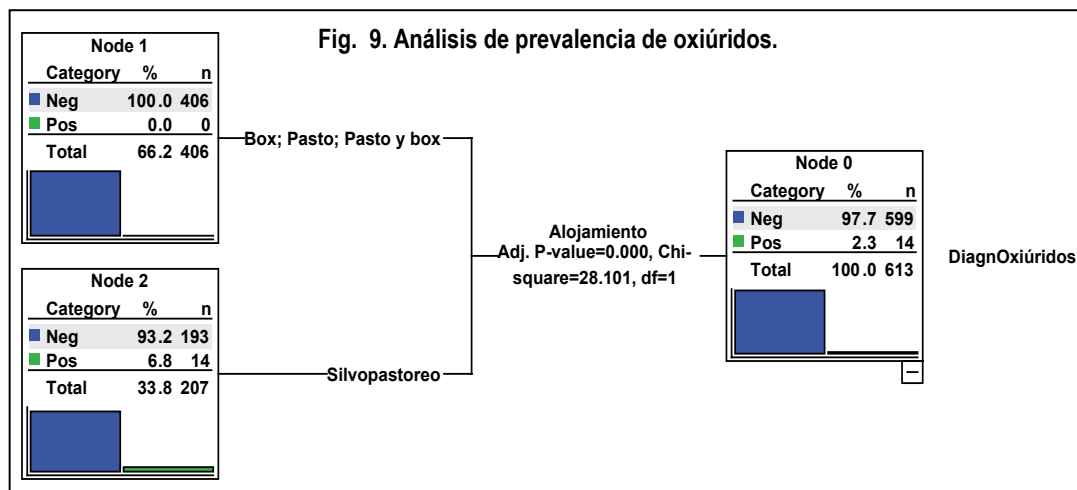 Fig. 9. Análisis de prevalencia de oxiúridos.
Node 1
Category % n
Neg 100.0 406
Pos 0.0 0
Total 66.2 406
Box; Pasto; Pasto y box
Node 2
Category % n
Neg 93.2 193
Pos 6.8 14
Total 33.8 207
Silvopastoreo
Alojamiento
Adj. P-value=0.000, Chi-
square=28.101, df=1
Node 0
Category % n
Neg 97.7 599
Pos 2.3 14
Total 100.0 613
DiagnOxiúridos